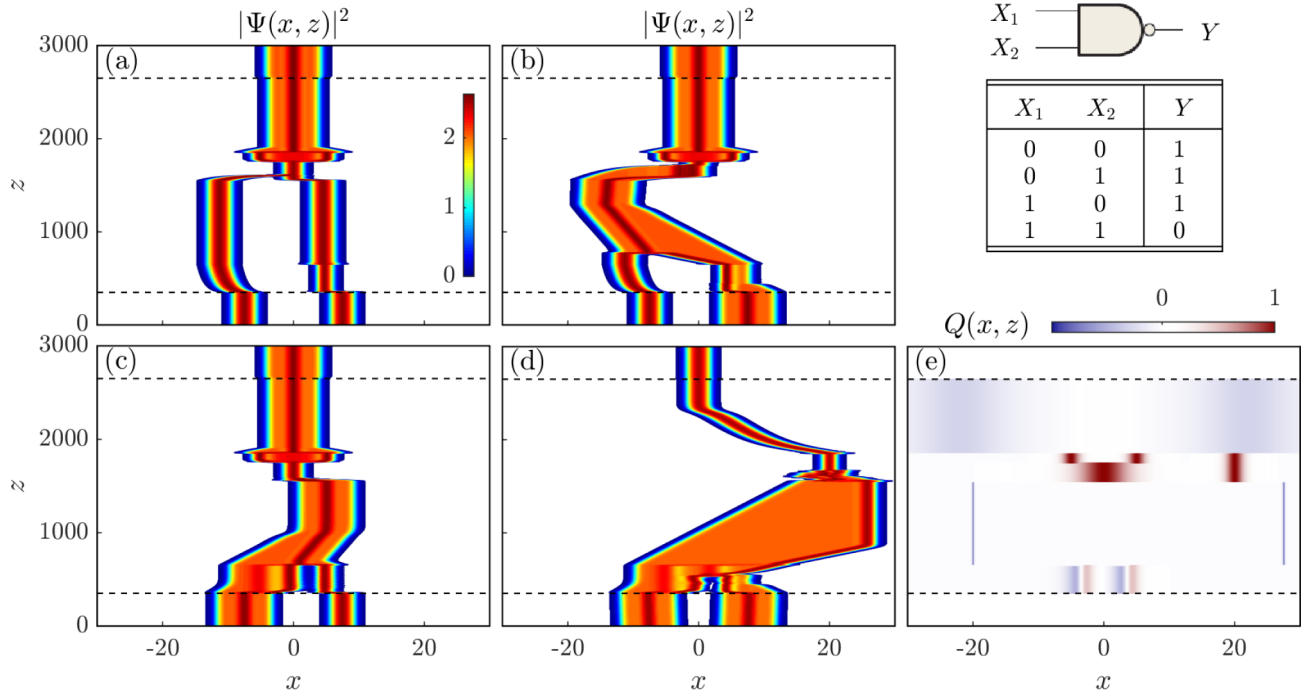 |Ψ(x, z)|²
|Ψ(x, z)|²
(a)
(b)
3000
2000
1000
0
z
2
1
0
X₁
X₂
Y
X₁ X₂ Y
0 0 1
0 1 1
1 0 1
1 1 0
Q(x, z)
0 1
(c)
(d)
(e)
3000
2000
1000
0
z
-20 0 20
-20 0 20
-20 0 20
x
x
x